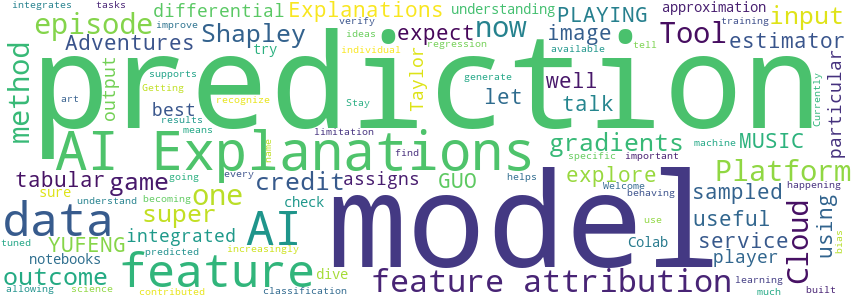 integrates tasks differential Explanations understanding approximation
episode improve verify ideas individual regression available training tell PLAYING input
Adventures Shapley expect now image Tool estimator
method output supports try Taylor well particular
prediction
art best Getting recognize generate let talk Currently
results means Stay limitation
AI Explanations gradients MUSIC
name find specific important machine
tabular game going every credit assigns GUO explore Platform
sure understand becoming one check helps Welcome behaving happening sampled
data super AI model useful using
YUFENG integrated use Colab service Cloud bias
tuned notebooks predicted increasingly player
outcome feature dive feature attribution learning
allowing science contributed classification much built